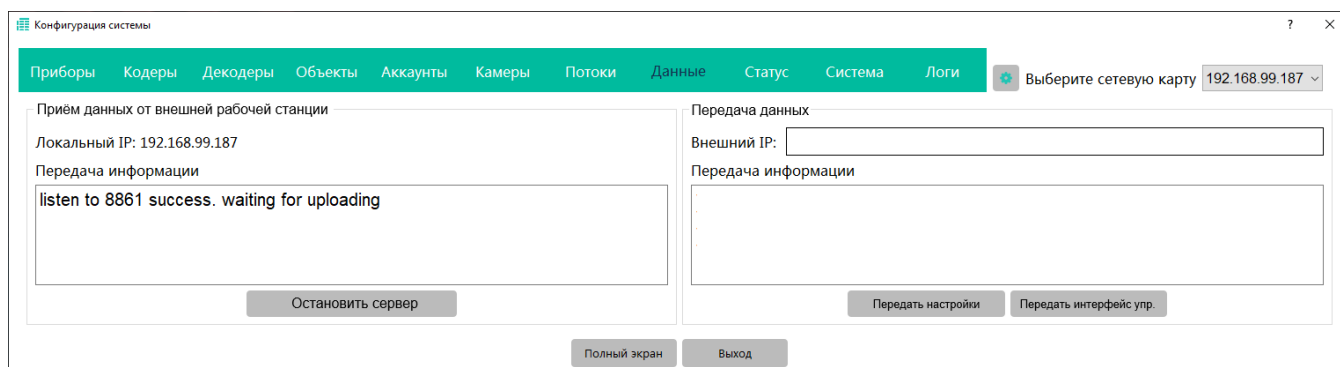 Конфигурация системы
?
Приборы Кодеры Декодеры Объекты Аккаунты Камеры Потоки Данные Статус Система Логи
Выберите сетевую карту 192.168.99.187
Приём данных от внешней рабочей станции
Локальный IP: 192.168.99.187
Передача информации
listen to 8861 success. waiting for uploading
Остановить сервер
Передача данных
Внешний IP:
Передача информации
Передать настройки Передать интерфейс упр.
Полный экран Выход